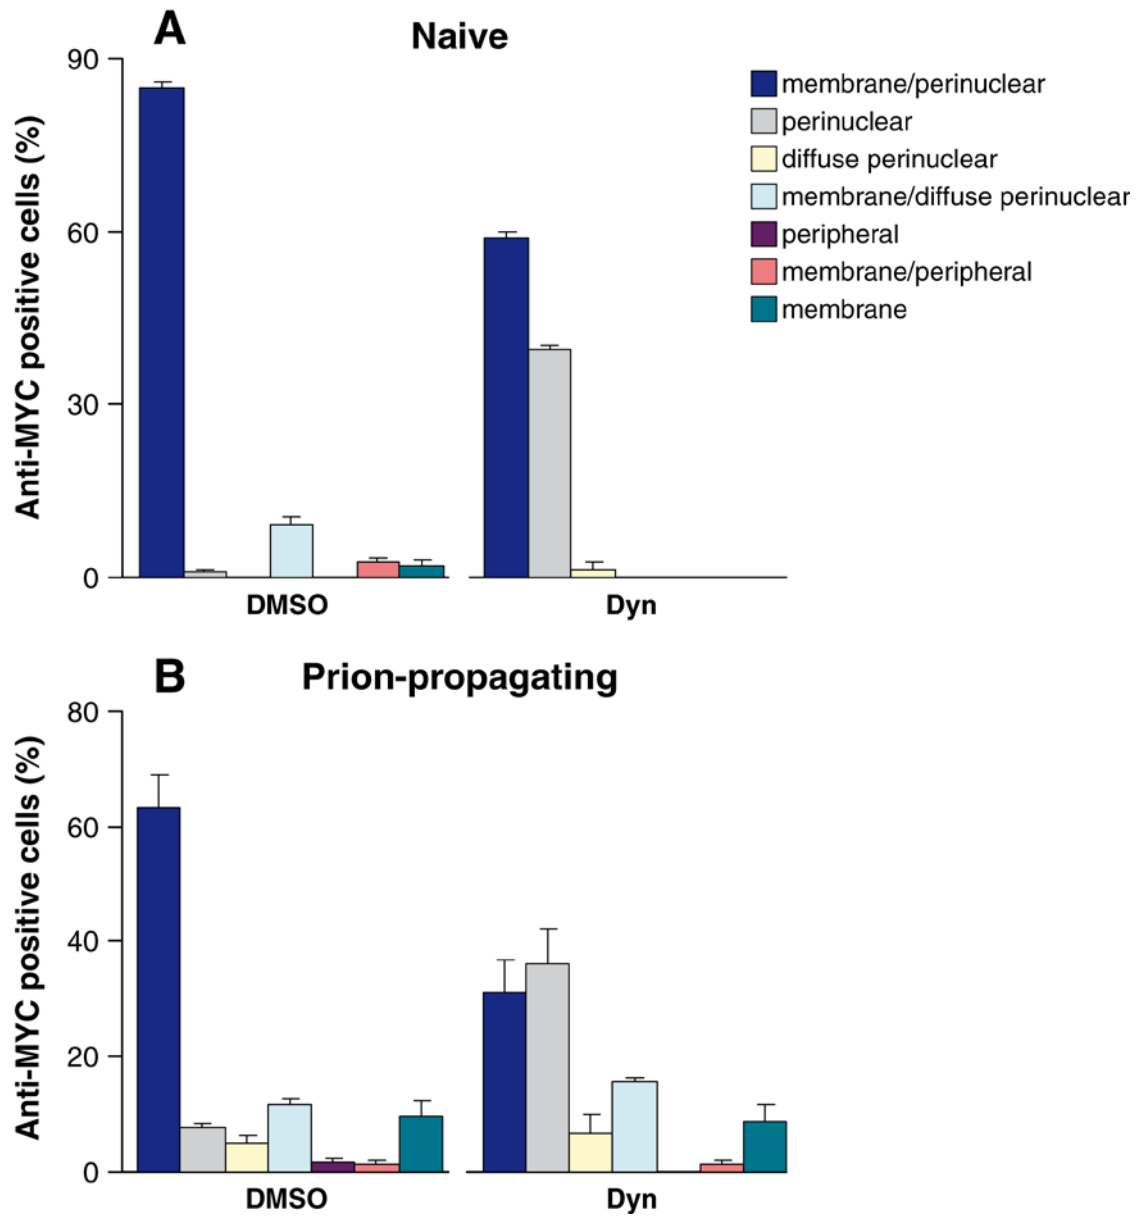 A
Naive
Anti-MYC positive cells (%)
90
60
30
0
membrane/perinuclear
perinuclear
diffuse perinuclear
membrane/diffuse perinuclear
peripheral
membrane/peripheral
membrane
DMSO
Dyn
B
Prion-propagating
Anti-MYC positive cells (%)
80
60
40
20
0
DMSO
Dyn